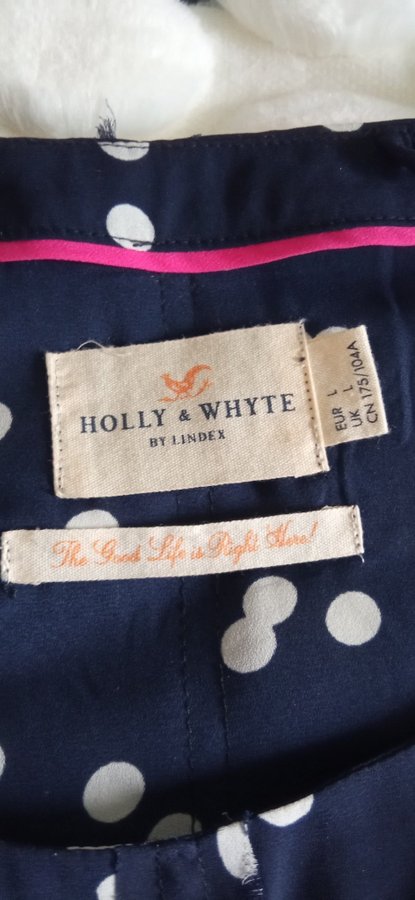 HOLLY & WHYTE
BY LINDEX
EUR L
UK L
CN 175/104A
The Good Life is Right Here!